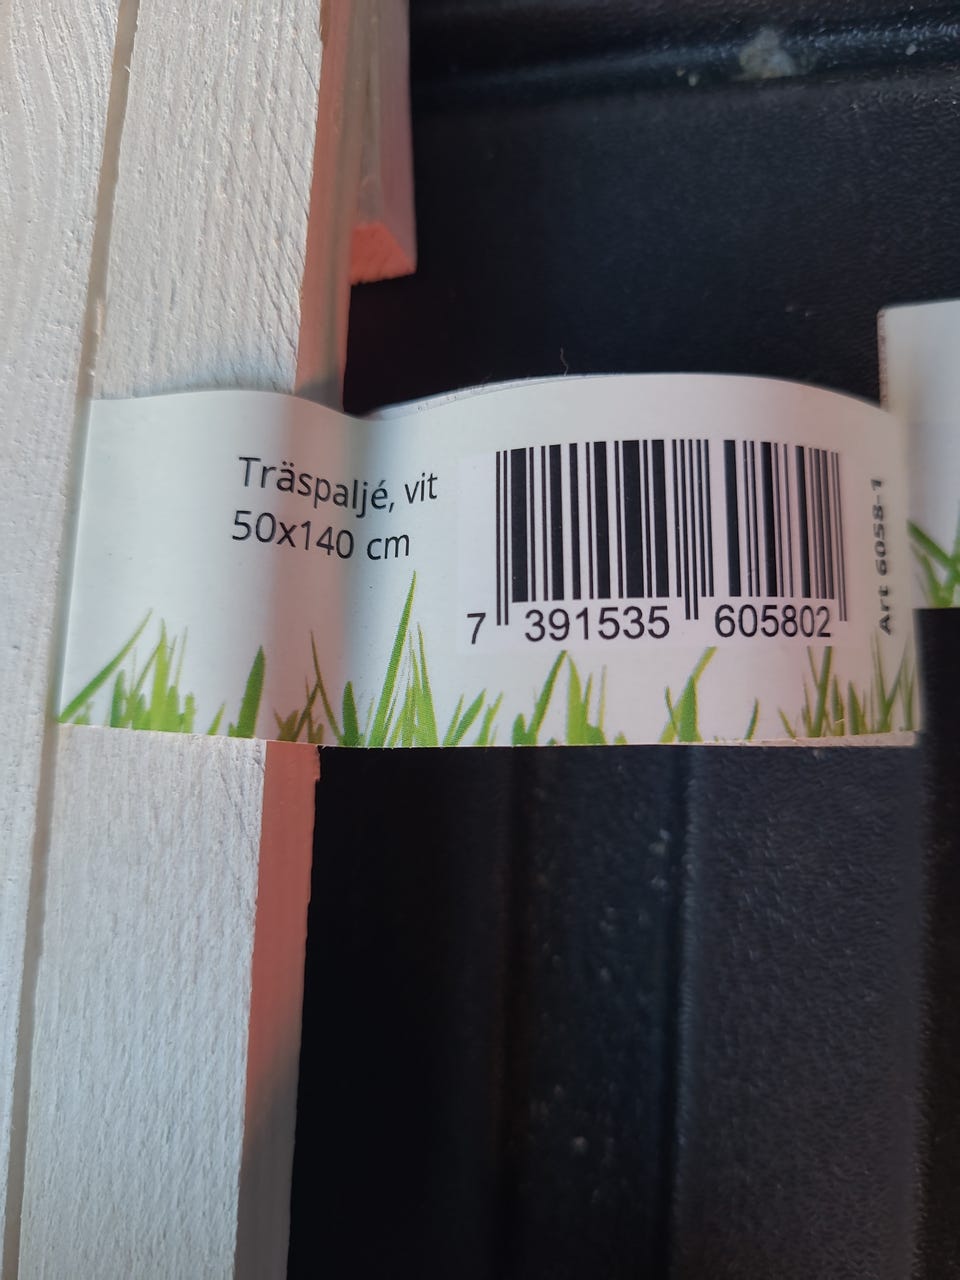 Träspaljé, vit
50x140 cm
7 391535 605802
Art 6058-1